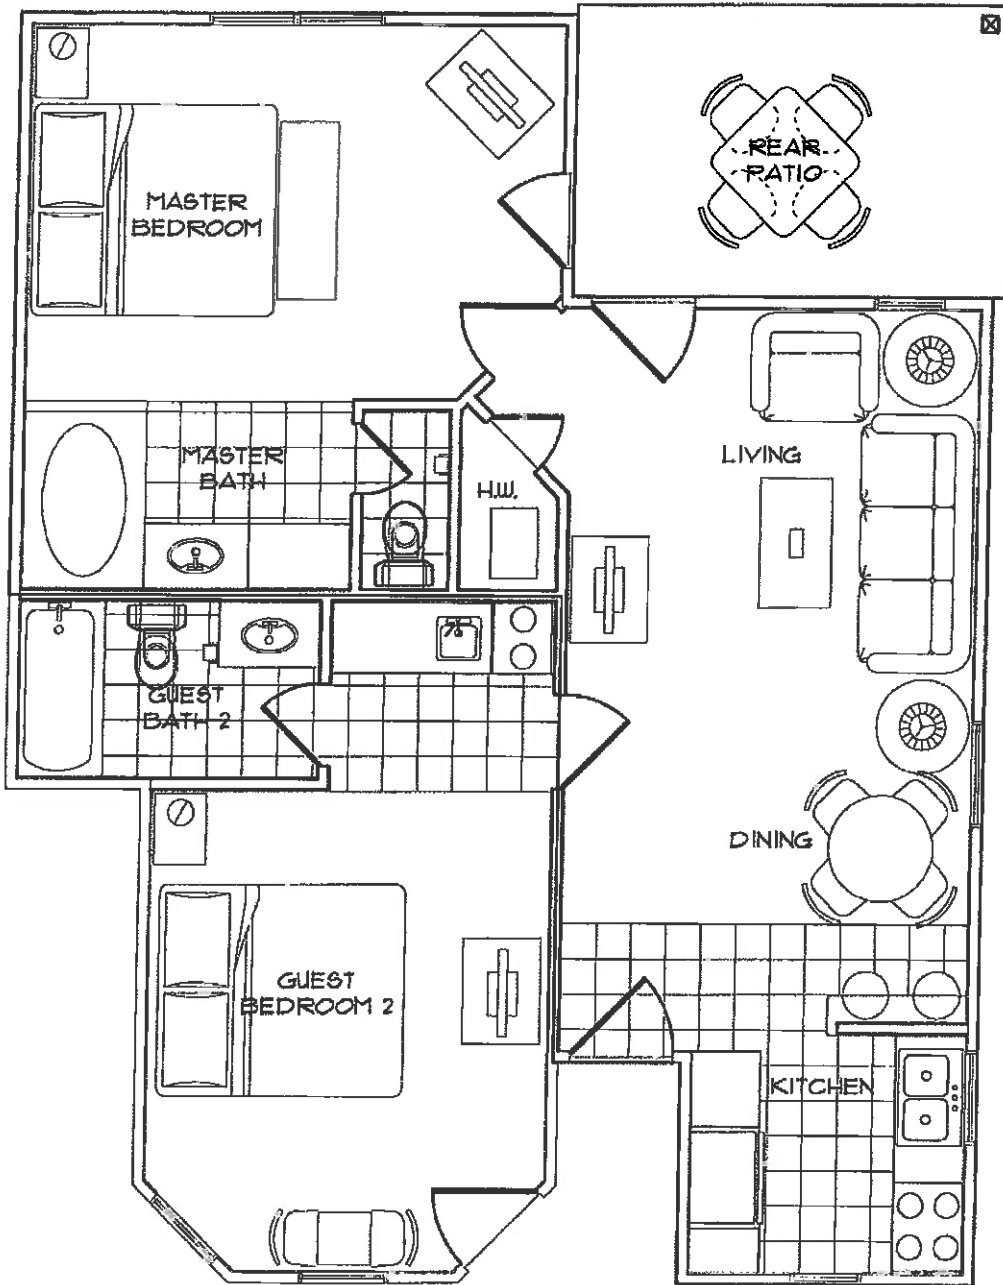 REAR
PATIO
MASTER
BEDROOM
LIVING
MASTER
BATH
H.W.
GUEST
BATH 2
DINING
GUEST
BEDROOM 2
KITCHEN